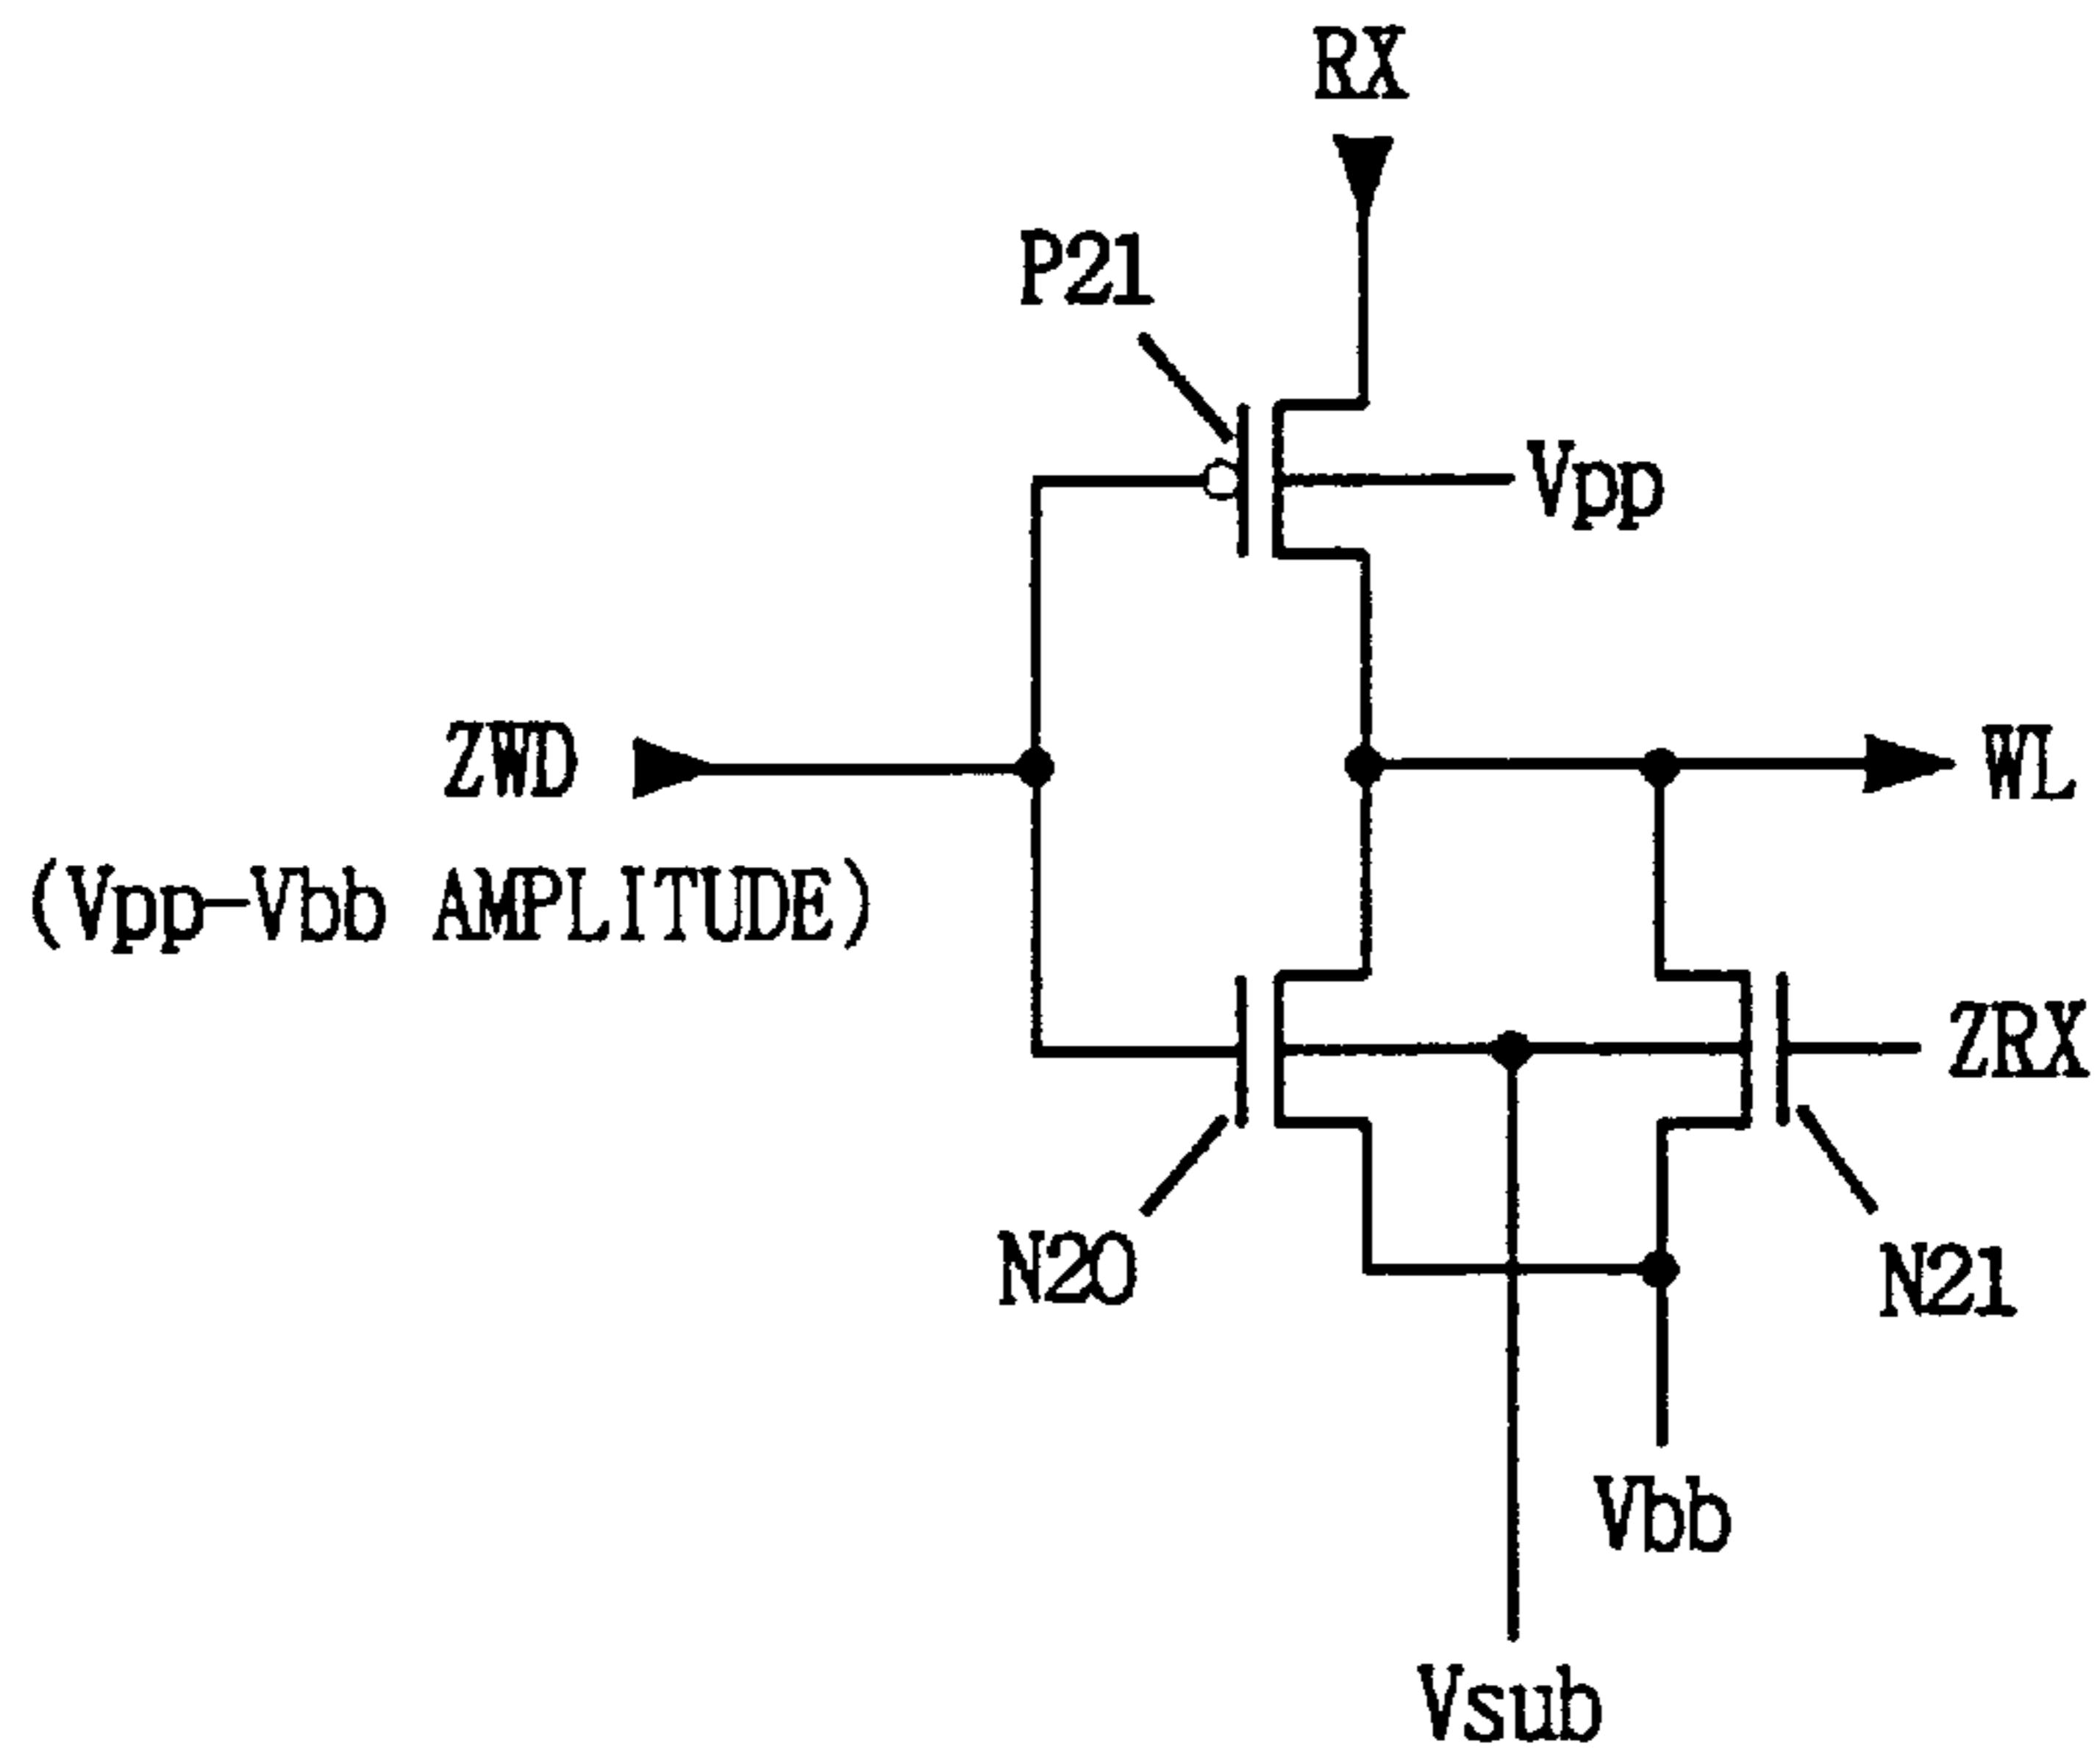 RX
P21
Vpp
ZWD
WL
(Vpp-Vbb AMPLITUDE)
ZRX
N20
N21
Vbb
Vsub